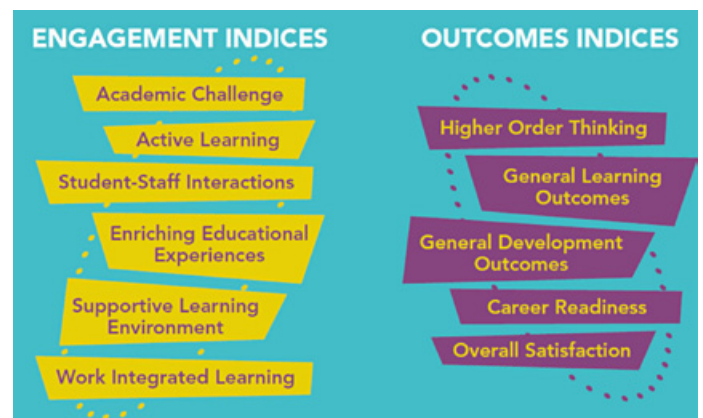 ENGAGEMENT INDICES
Academic Challenge
Active Learning
Student-Staff Interactions
Enriching Educational
Experiences
Supportive Learning
Environment
Work Integrated Learning
OUTCOMES INDICES
Higher Order Thinking
General Learning
Outcomes
General Development
Outcomes
Career Readiness
Overall Satisfaction